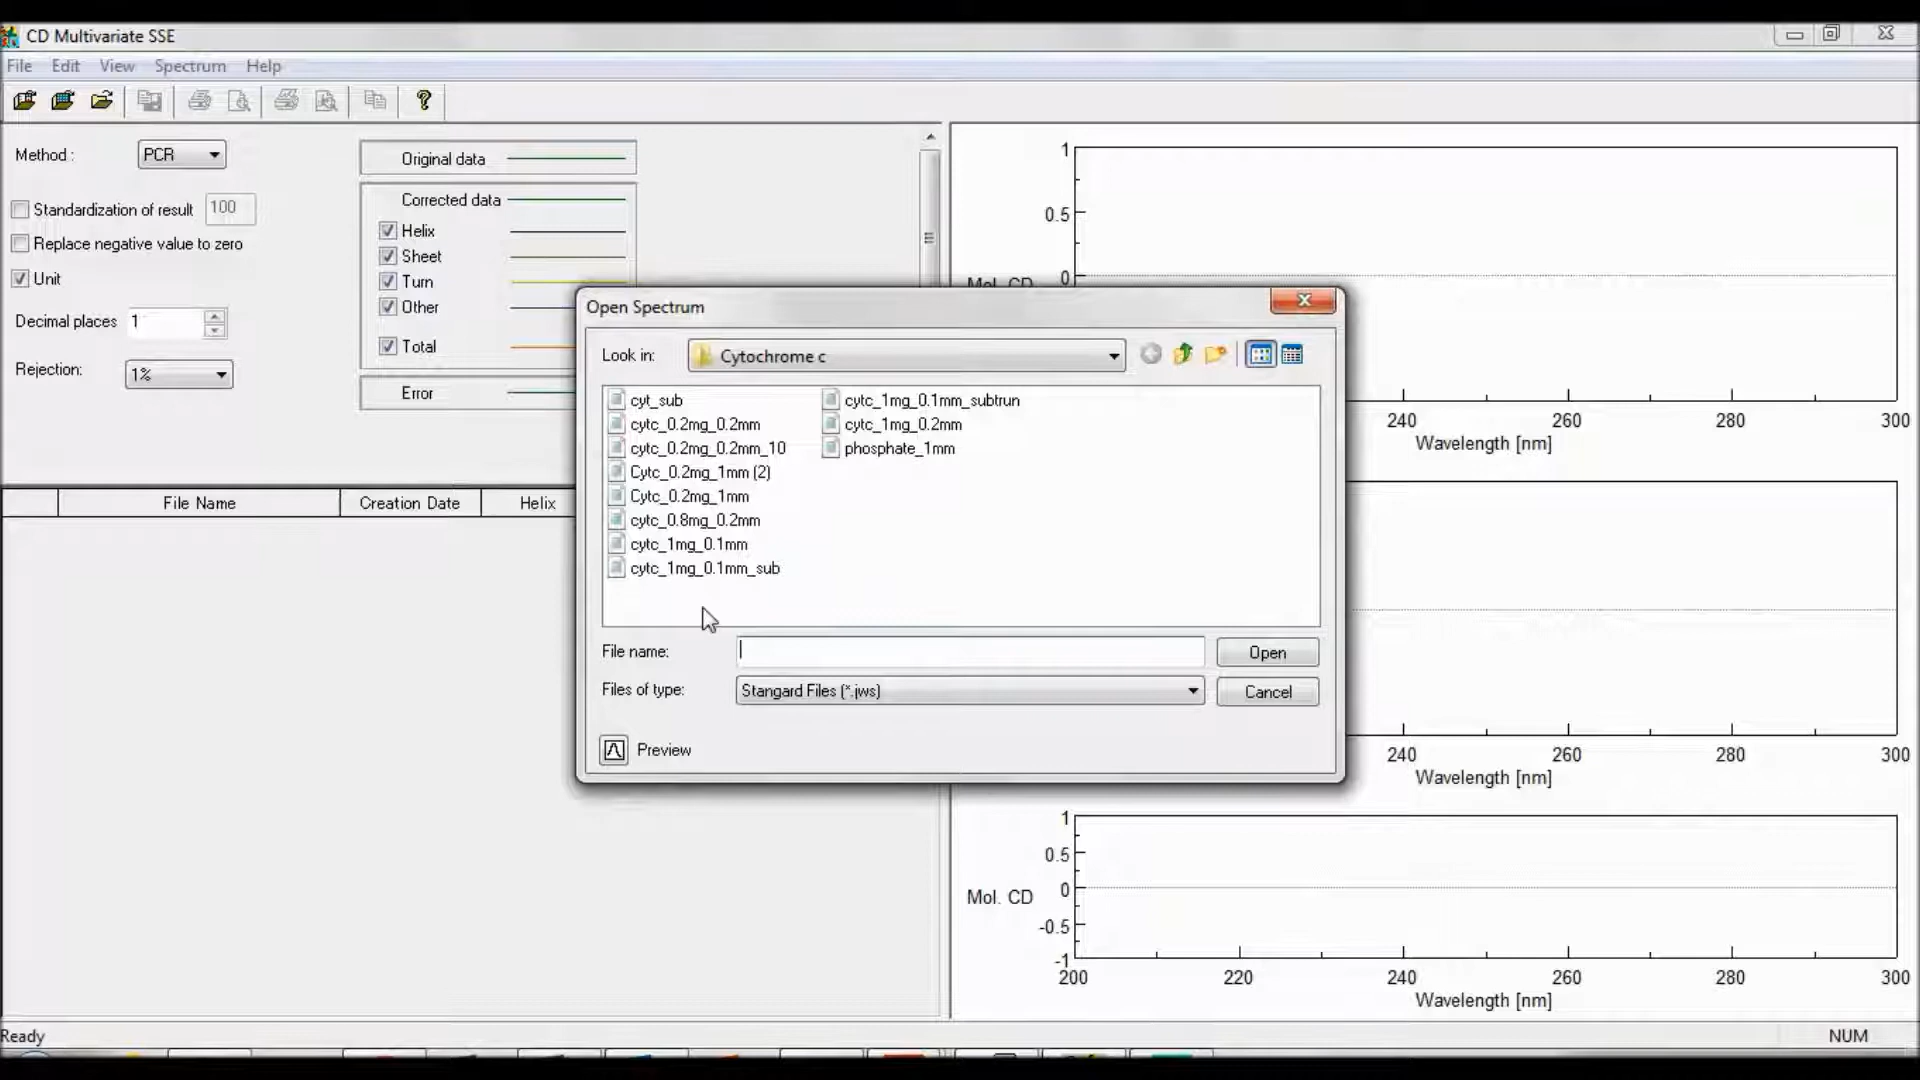 CD Multivariate SSE
File Edit View Spectrum Help
Method : PCR
Standardization of result 100
Replace negative value to zero
Unit
Decimal places 1
Rejection: 1%
Original data
Corrected data
Helix
Sheet
Turn
Other
Total
Error
File Name Creation Date Helix
Open Spectrum
Look in: Cytochrome c
cyt_sub
cytc_0.2mg_0.2mm
cytc_0.2mg_0.2mm_10
Cytc_0.2mg_1mm (2)
Cytc_0.2mg_1mm
cytc_0.8mg_0.2mm
cytc_1mg_0.1mm
cytc_1mg_0.1mm_sub
cytc_1mg_0.1mm_subtrun
cytc_1mg_0.2mm
phosphate_1mm
File name: Open
Files of type: Stangard Files (*.jws) Cancel
Preview
1
0.5
0
Mol. CD
240 260 280 300
Wavelength [nm]
240 260 280 300
Wavelength [nm]
1
0.5
Mol. CD 0
-0.5
-1
200 220 240 260 280 300
Wavelength [nm]
Ready NUM